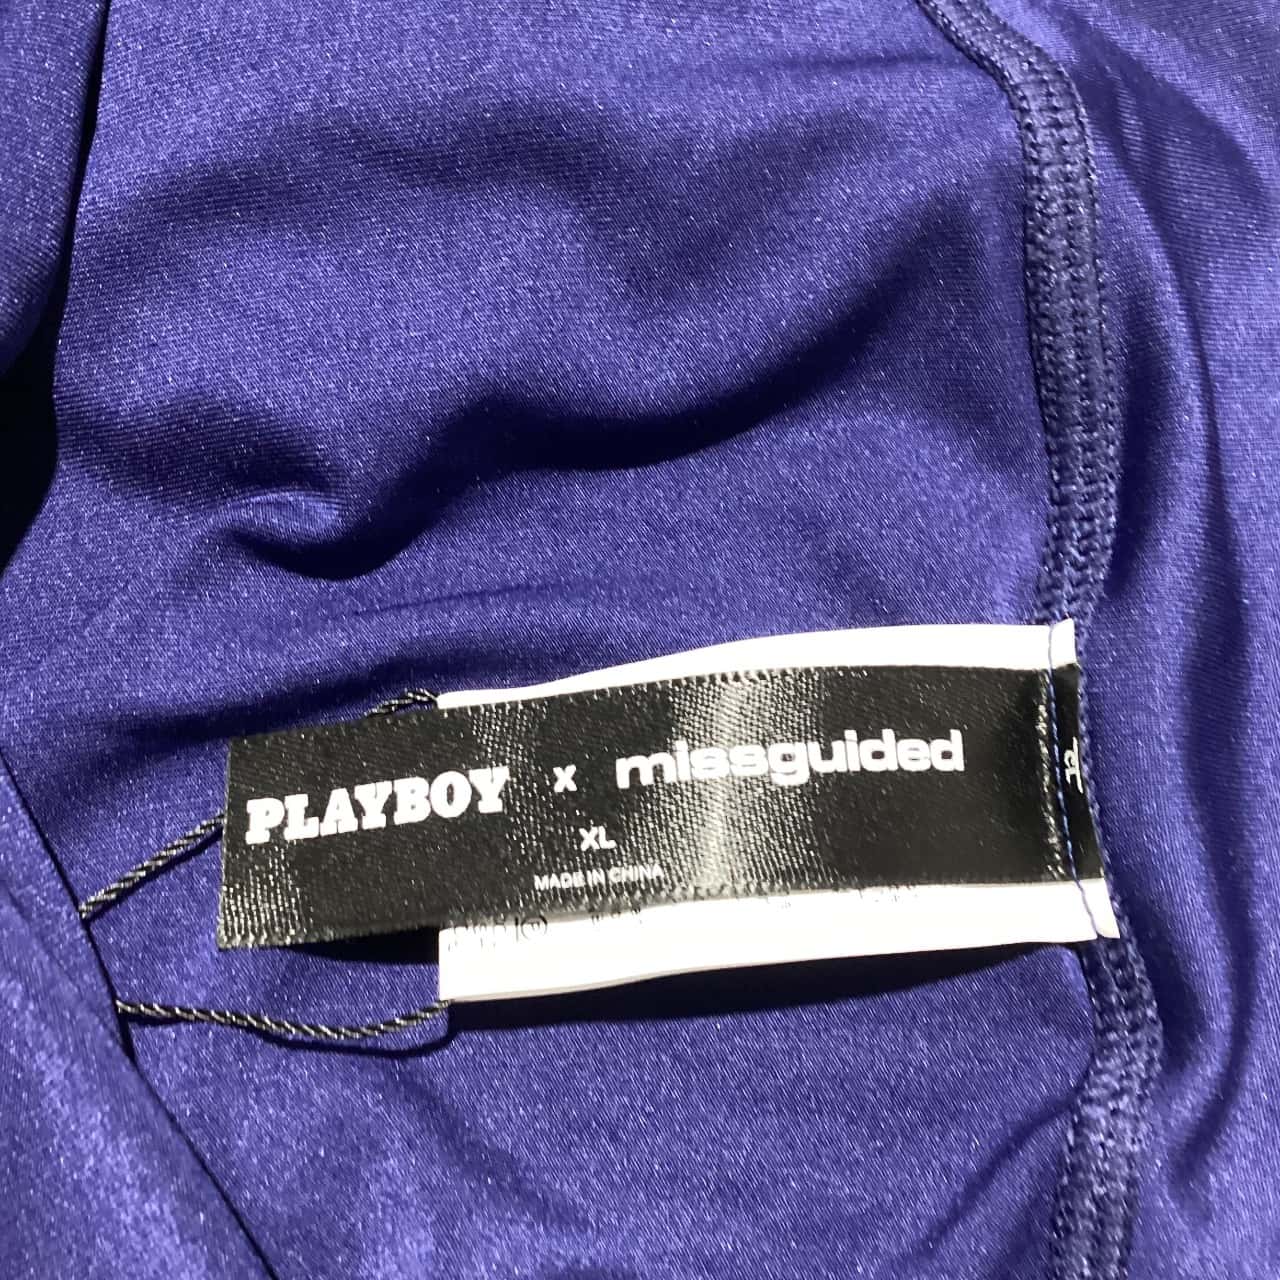 PLAYBOY x missguided
XL
MADE IN CHINA